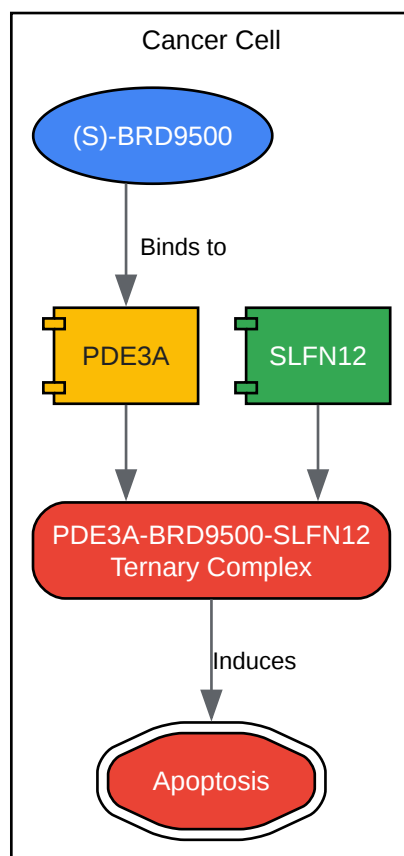 Cancer Cell
(S)-BRD9500
Binds to
PDE3A
SLFN12
PDE3A-BRD9500-SLFN12
Ternary Complex
Induces
Apoptosis